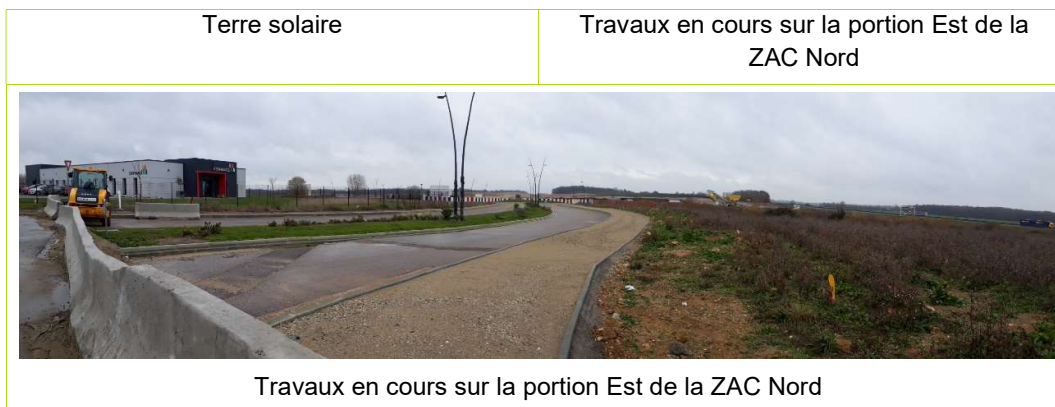 Terre solaire
Travaux en cours sur la portion Est de la
ZAC Nord
Travaux en cours sur la portion Est de la ZAC Nord